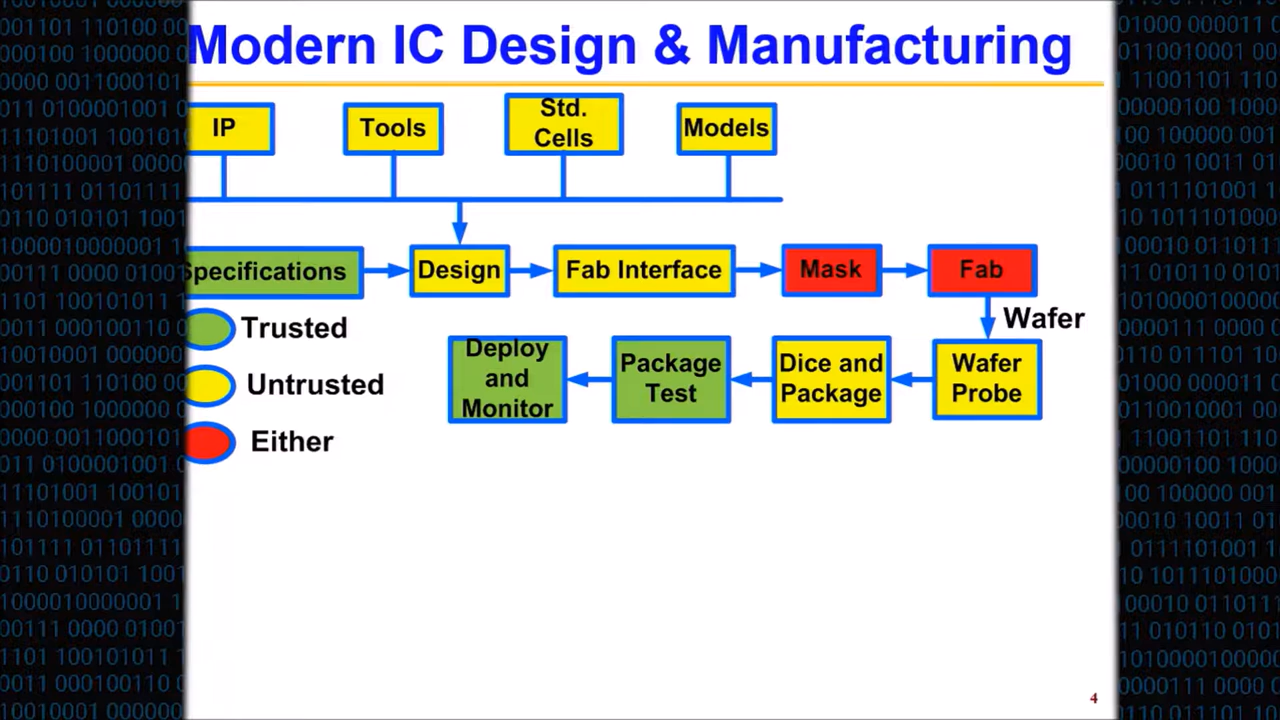 Modern IC Design & Manufacturing
IP
Tools
Std.
Cells
Models
Specifications
Design
Fab Interface
Mask
Fab
Wafer
Trusted
Untrusted
Either
Deploy
and
Monitor
Package
Test
Dice and
Package
Wafer
Probe
4